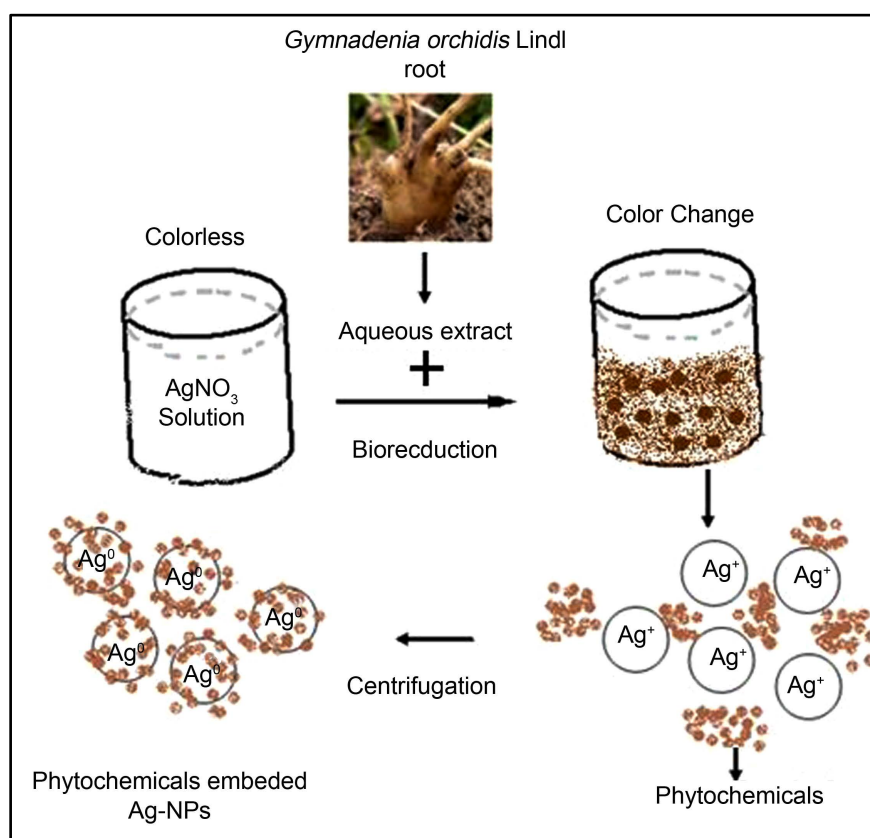 Gymnadenia orchidis Lindl
root
Colorless
Color Change
AgNO₃
Solution
Aqueous extract
+
Biorecduction
Ag⁰
Ag⁰
Ag⁰
Ag⁰
Ag⁰
Ag⁺
Ag⁺
Ag⁺
Ag⁺
Ag⁺
Centrifugation
Phytochemicals embeded
Ag-NPs
Phytochemicals